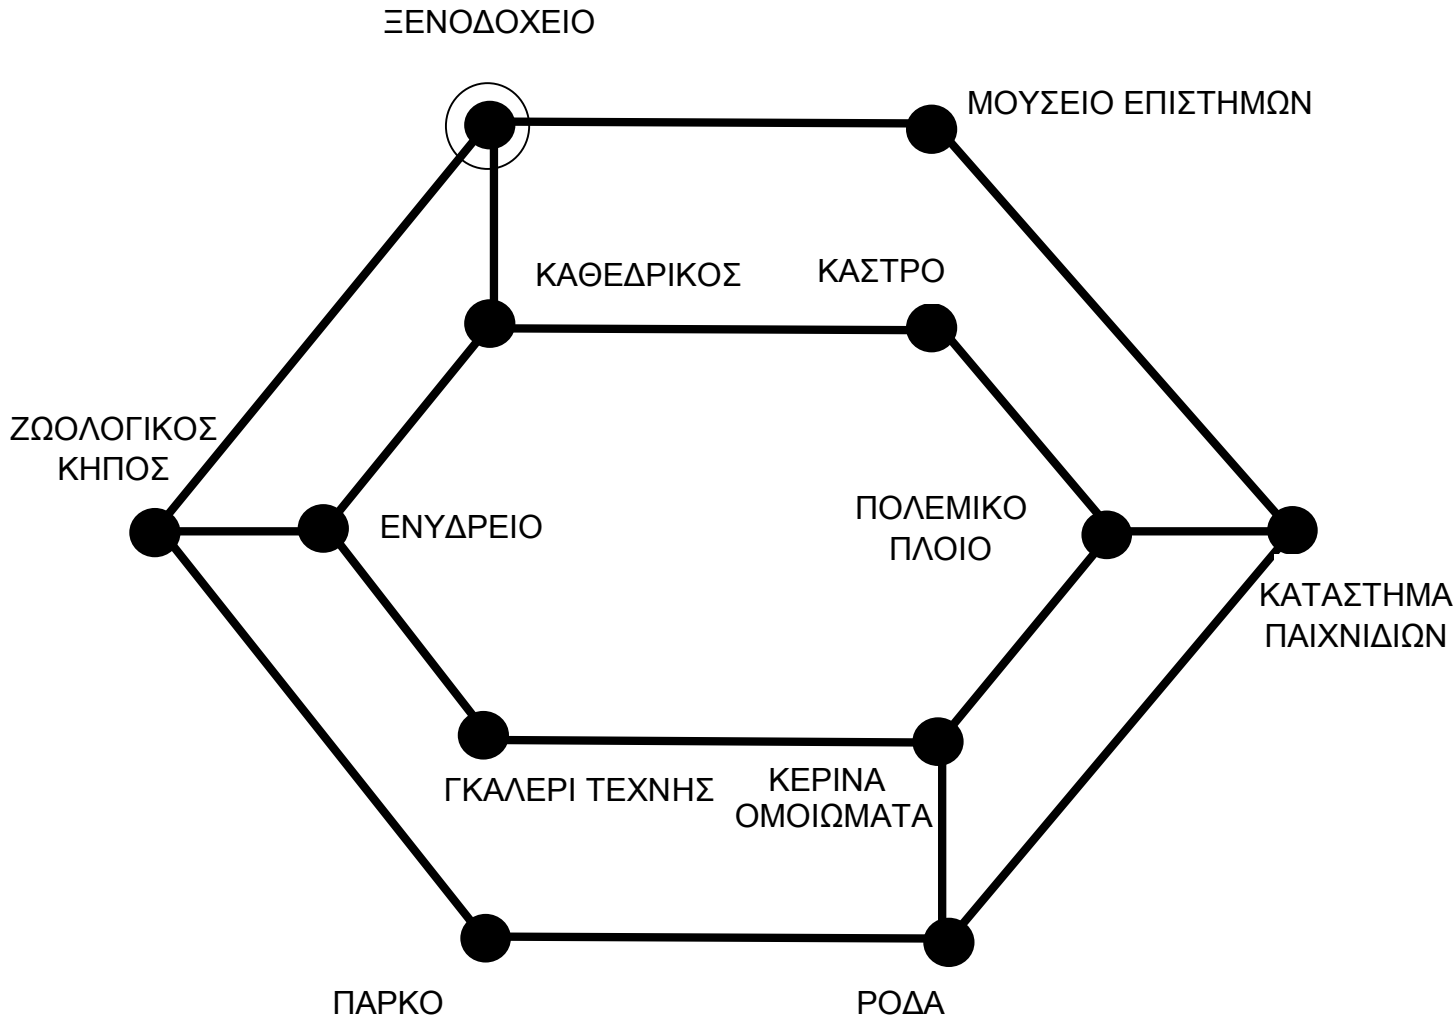 ΞΕΝΟΔΟΧΕΙΟ
ΜΟΥΣΕΙΟ ΕΠΙΣΤΗΜΩΝ
ΚΑΘΕΔΡΙΚΟΣ
ΚΑΣΤΡΟ
ΖΩΟΛΟΓΙΚΟΣ
ΚΗΠΟΣ
ΕΝΥΔΡΕΙΟ
ΠΟΛΕΜΙΚΟ
ΠΛΟΙΟ
ΚΑΤΑΣΤΗΜΑ
ΠΑΙΧΝΙΔΙΩΝ
ΓΚΑΛΕΡΙ ΤΕΧΝΗΣ
ΚΕΡΙΝΑ
ΟΜΟΙΩΜΑΤΑ
ΠΑΡΚΟ
ΡΟΔΑ